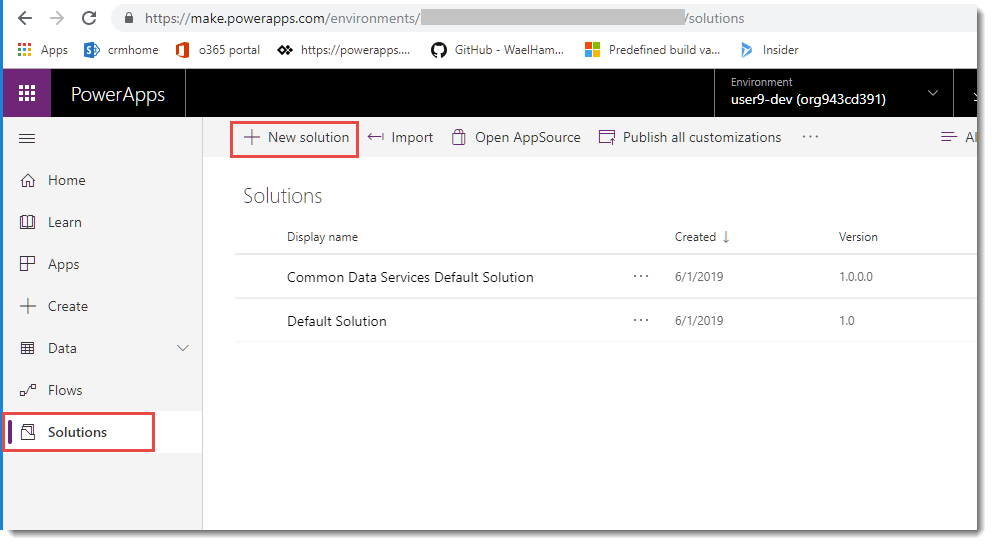 https://make.powerapps.com/environments/ /solutions
Apps crmhome o365 portal https://powerapps.... GitHub - WaelHam... Predefined build va... Insider
PowerApps
Environment
user9-dev (org943cd391)
New solution Import Open AppSource Publish all customizations ··· Al
Home
Learn
Apps
Create
Data
Flows
Solutions
Solutions
Display name Created ↓ Version
Common Data Services Default Solution ··· 6/1/2019 1.0.0.0
Default Solution ··· 6/1/2019 1.0